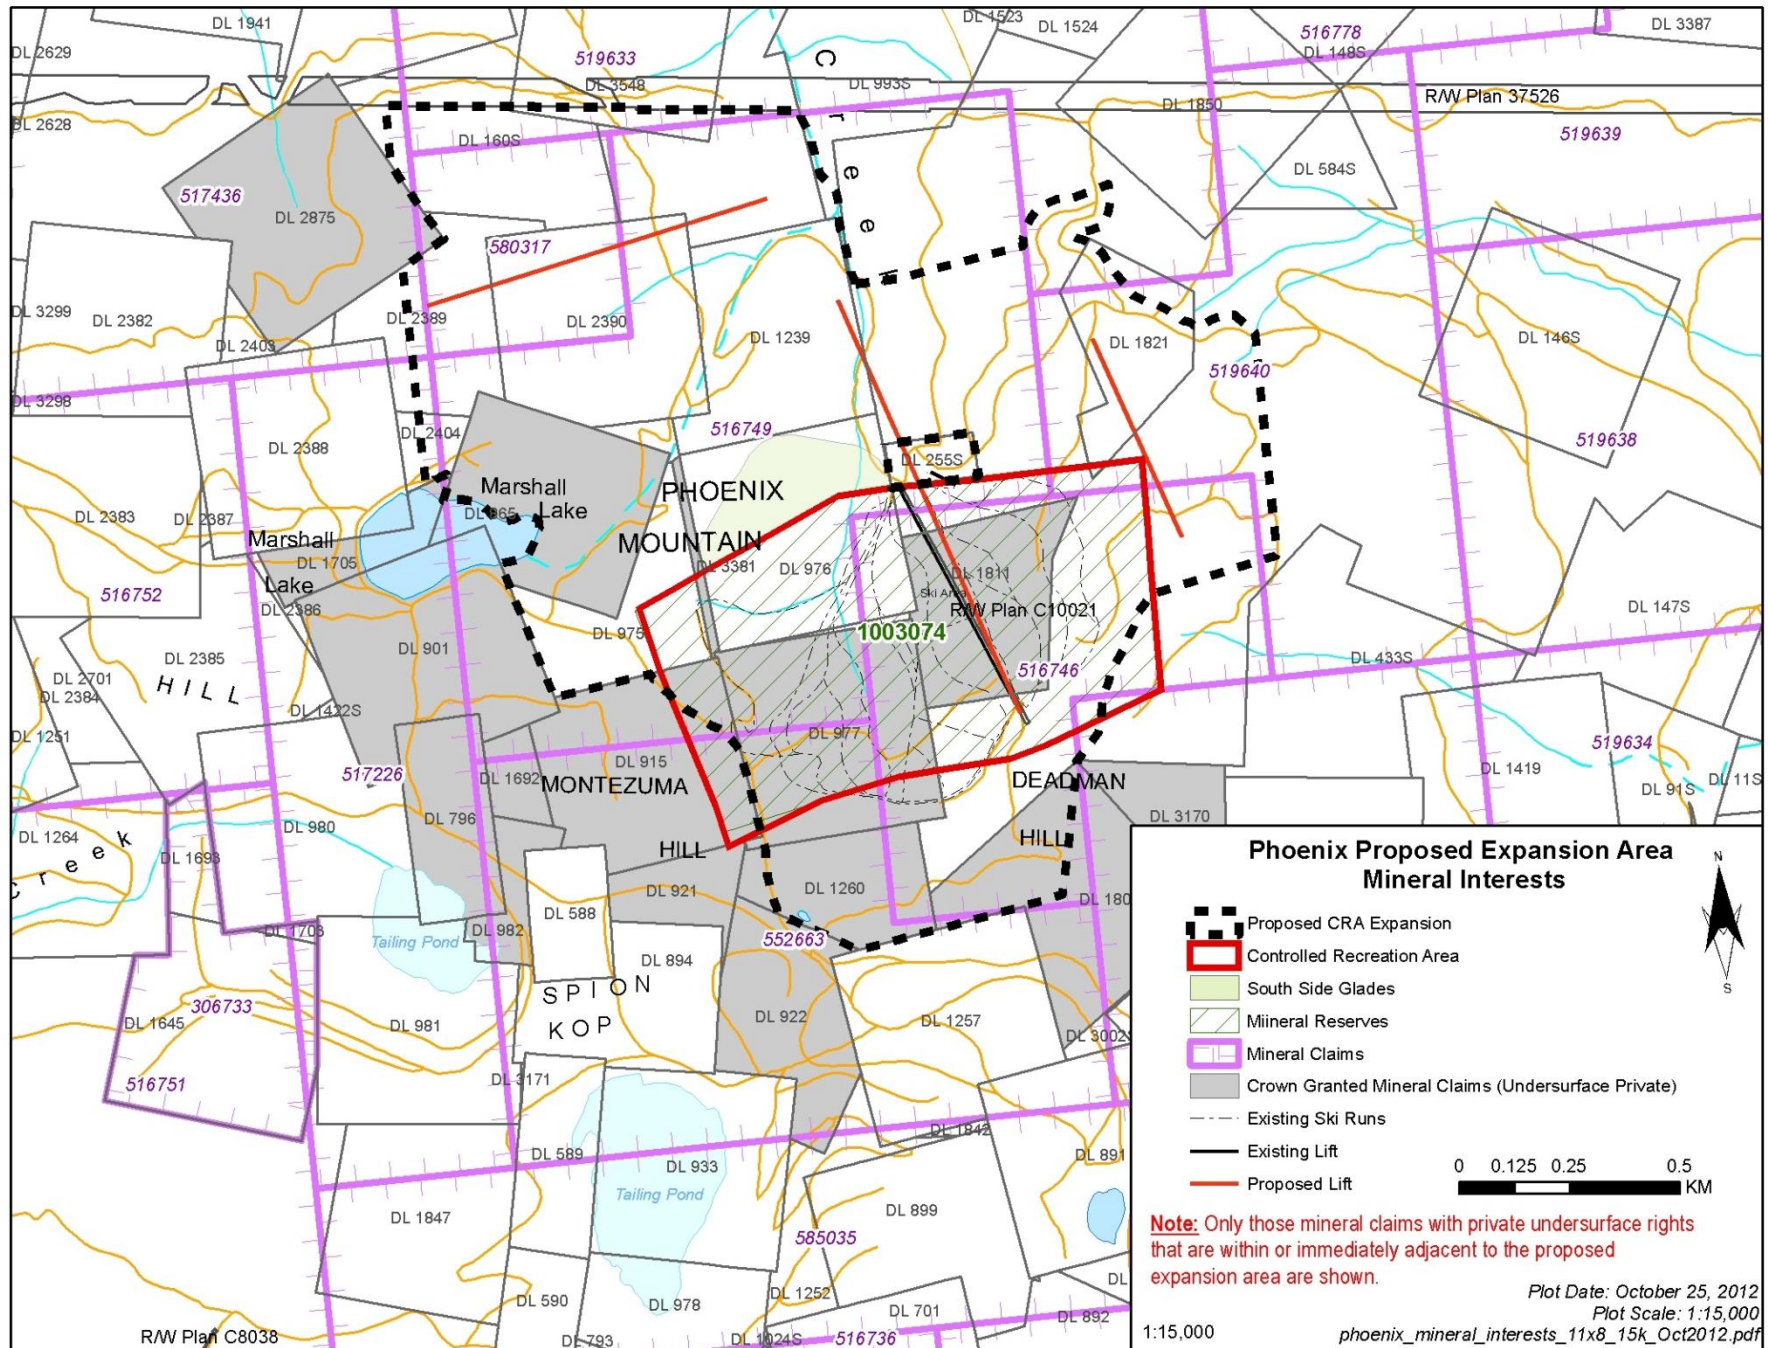 DL 1941
DL 1523
DL 1524
516778
DL 3387
DL 2629
519633
DL 148S
DL 3548
C r e e k
DL 993S
R/W Plan 37526
DL 1850
DL 2628
DL 160S
519639
DL 584S
517436
DL 2875
580317
DL 3299
DL 2382
DL 2389
DL 2390
DL 1239
DL 1821
DL 146S
DL 2403
519640
DL 3298
516749
DL 2404
519638
DL 2388
DL 255S
Marshall
Lake
PHOENIX
MOUNTAIN
DL 965
DL 2383
DL 2387
Marshall
Lake
DL 1705
DL 3381
DL 976
DL 1811
Ski Area
R/W Plan C10021
516752
DL 2386
DL 147S
1003074
DL 975
DL 901
DL 2385
DL 433S
516746
DL 2701
DL 2384
HILL
DL 1422S
DL 1251
DL 977
519634
DL 915
517226
DL 1692
MONTEZUMA
HILL
DEADMAN
HILL
DL 1419
DL 11S
DL 91S
DL 796
DL 3170
DL 980
DL 1264
Creek
DL 1693
DL 921
DL 1260
DL 180
DL 588
DL 1703
DL 982
Tailing Pond
552663
DL 894
SPION
KOP
306733
DL 1645
DL 981
DL 922
DL 1257
DL 3002S
516751
DL 3171
DL 1842
DL 589
DL 933
DL 891
Tailing Pond
DL 1847
DL 899
585035
DL 590
DL 978
DL 1252
DL 701
DL
DL 892
R/W Plan C8038
DL 793
DL 1024S
516736
Phoenix Proposed Expansion Area
Mineral Interests
N
S
Proposed CRA Expansion
Controlled Recreation Area
South Side Glades
Miineral Reserves
Mineral Claims
Crown Granted Mineral Claims (Undersurface Private)
Existing Ski Runs
Existing Lift
Proposed Lift
0 0.125 0.25 0.5
KM
Note: Only those mineral claims with private undersurface rights
that are within or immediately adjacent to the proposed
expansion area are shown.
Plot Date: October 25, 2012
Plot Scale: 1:15,000
1:15,000
phoenix_mineral_interests_11x8_15k_Oct2012.pdf